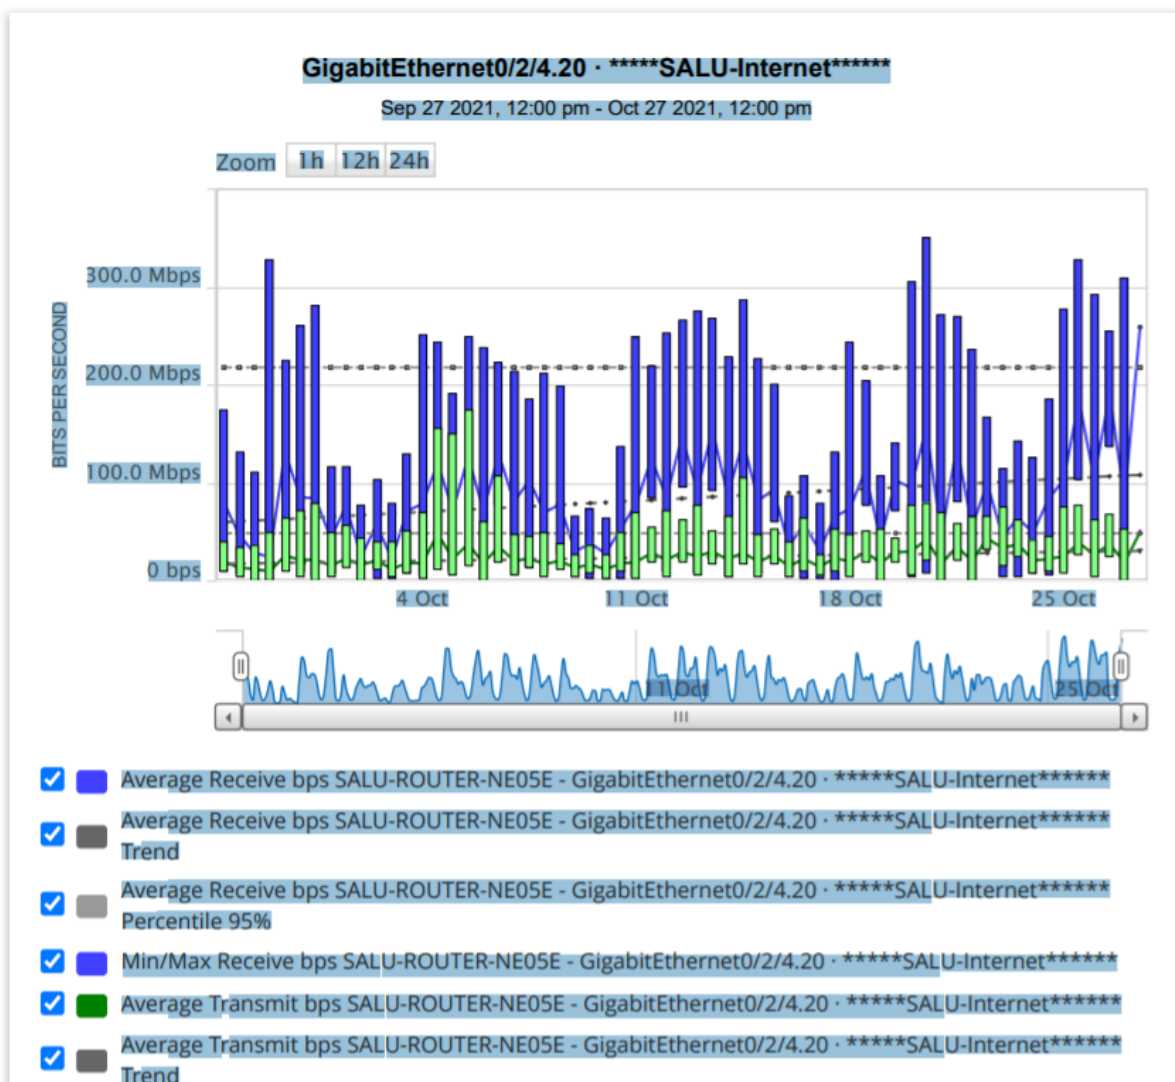 GigabitEthernet0/2/4.20 · *****SALU-Internet******
Sep 27 2021, 12:00 pm - Oct 27 2021, 12:00 pm
Zoom 1h 12h 24h
BITS PER SECOND
300.0 Mbps
200.0 Mbps
100.0 Mbps
0 bps
4 Oct 11 Oct 18 Oct 25 Oct
11 Oct 25 Oct
Average Receive bps SALU-ROUTER-NE05E - GigabitEthernet0/2/4.20 · *****SALU-Internet******
Average Receive bps SALU-ROUTER-NE05E - GigabitEthernet0/2/4.20 · *****SALU-Internet******
Trend
Average Receive bps SALU-ROUTER-NE05E - GigabitEthernet0/2/4.20 · *****SALU-Internet******
Percentile 95%
Min/Max Receive bps SALU-ROUTER-NE05E - GigabitEthernet0/2/4.20 · *****SALU-Internet******
Average Transmit bps SALU-ROUTER-NE05E - GigabitEthernet0/2/4.20 · *****SALU-Internet******
Average Transmit bps SALU-ROUTER-NE05E - GigabitEthernet0/2/4.20 · *****SALU-Internet******
Trend